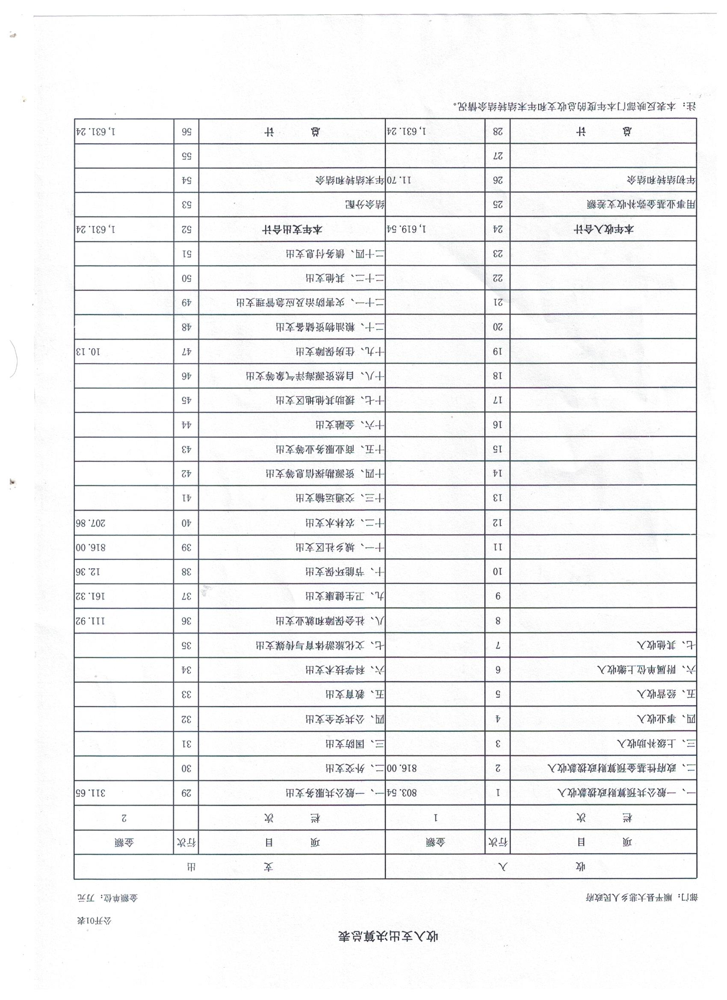 收入支出决算总表
公开01表
部门：顺平县大悲乡人民政府 金额单位：万元
收 入 支 出
项 目 行次 金额 项 目 行次 金额
栏 次 1 栏 次 2
一、一般公共预算财政拨款收入 1 803.54 一、一般公共服务支出 29 311.65
二、政府性基金预算财政拨款收入 2 816.00 二、外交支出 30
三、上级补助收入 3 三、国防支出 31
四、事业收入 4 四、公共安全支出 32
五、经营收入 5 五、教育支出 33
六、附属单位上缴收入 6 六、科学技术支出 34
七、其他收入 7 七、文化旅游体育与传媒支出 35
8 八、社会保障和就业支出 36 111.92
9 九、卫生健康支出 37 161.32
10 十、节能环保支出 38 12.36
11 十一、城乡社区支出 39 816.00
12 十二、农林水支出 40 207.86
13 十三、交通运输支出 41
14 十四、资源勘探信息等支出 42
15 十五、商业服务业等支出 43
16 十六、金融支出 44
17 十七、援助其他地区支出 45
18 十八、自然资源海洋气象等支出 46
19 十九、住房保障支出 47 10.13
20 二十、粮油物资储备支出 48
21 二十一、灾害防治及应急管理支出 49
22 二十二、其他支出 50
23 二十四、债务付息支出 51
本年收入合计 24 1,619.54 本年支出合计 52 1,631.24
用事业基金弥补收支差额 25 结余分配 53
年初结转和结余 26 11.70 年末结转和结余 54
27 55
总 计 28 1,631.24 总 计 56 1,631.24
注：本表反映部门本年度的总收支和年末结转结余情况。